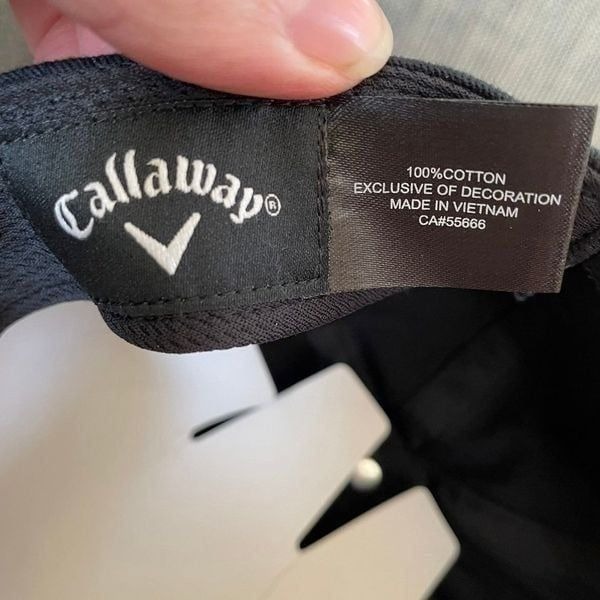 Callaway®
100%COTTON
EXCLUSIVE OF DECORATION
MADE IN VIETNAM
CA#55666